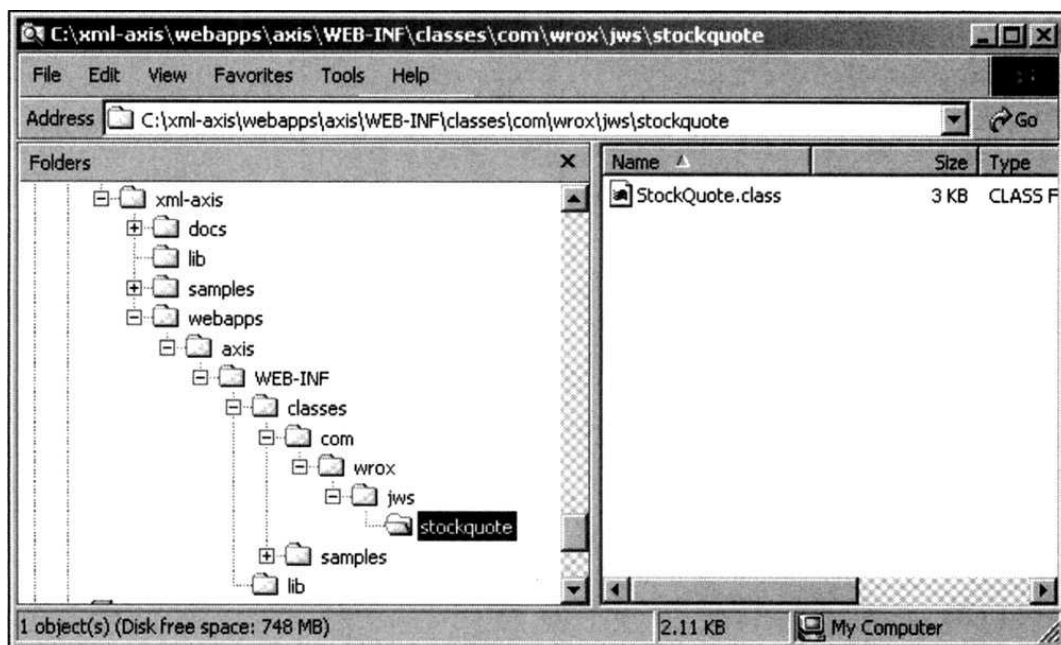 C:\xml-axis\webapps\axis\WEB-INF\classes\com\wrox\jws\stockquote
File Edit View Favorites Tools Help
Address C:\xml-axis\webapps\axis\WEB-INF\classes\com\wrox\jws\stockquote Go
Folders
Name Size Type
xml-axis
docs
lib
samples
webapps
axis
WEB-INF
classes
com
wrox
jws
stockquote
samples
lib
StockQuote.class 3 KB CLASS F
1 object(s) (Disk free space: 748 MB) 2.11 KB My Computer